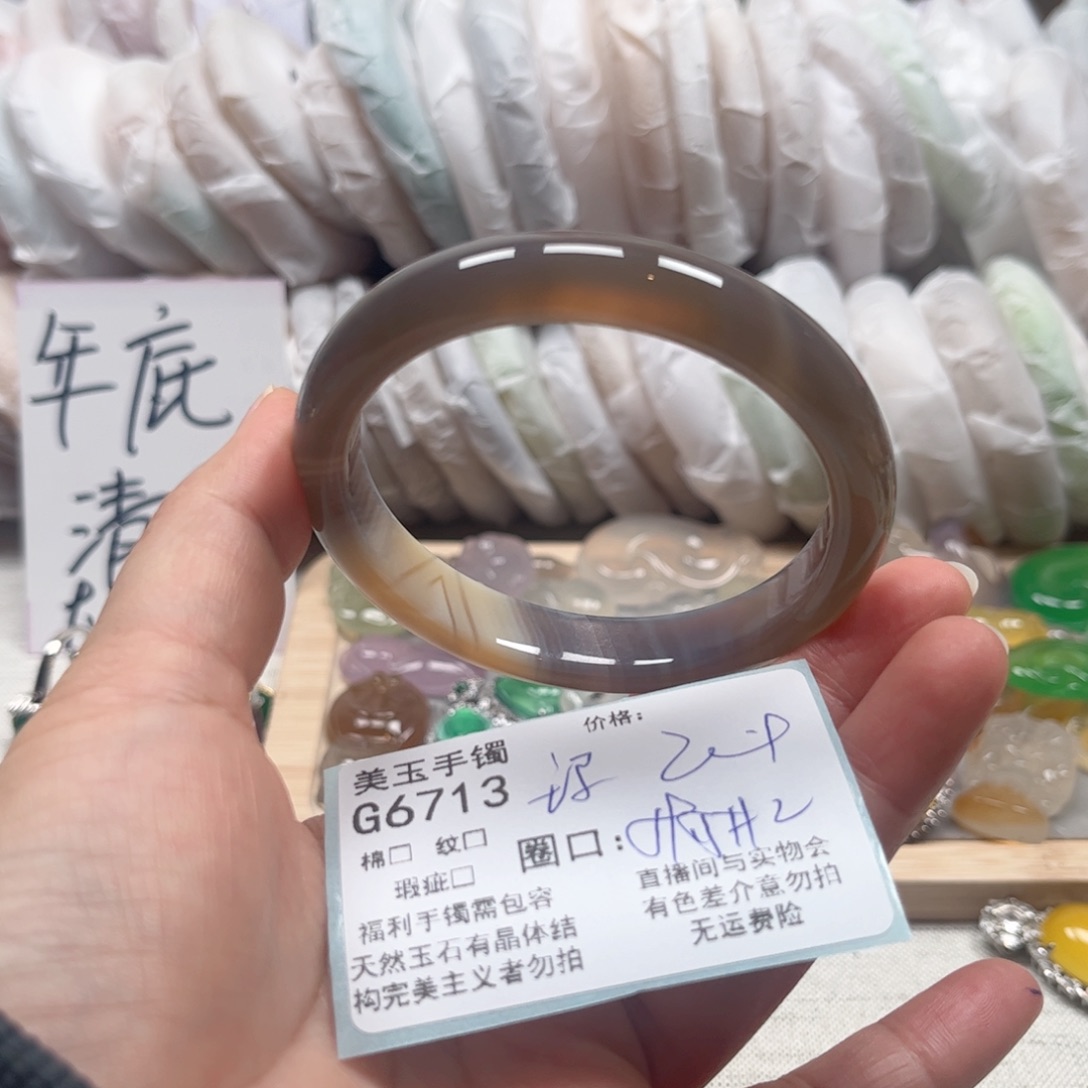 年底
清
价格:
美玉手镯
G6713
棉□ 纹□
圈口:
瑕疵□
福利手镯需包容
天然玉石有晶体结
构完美主义者勿拍
直播间与实物会
有色差介意勿拍
无运费险